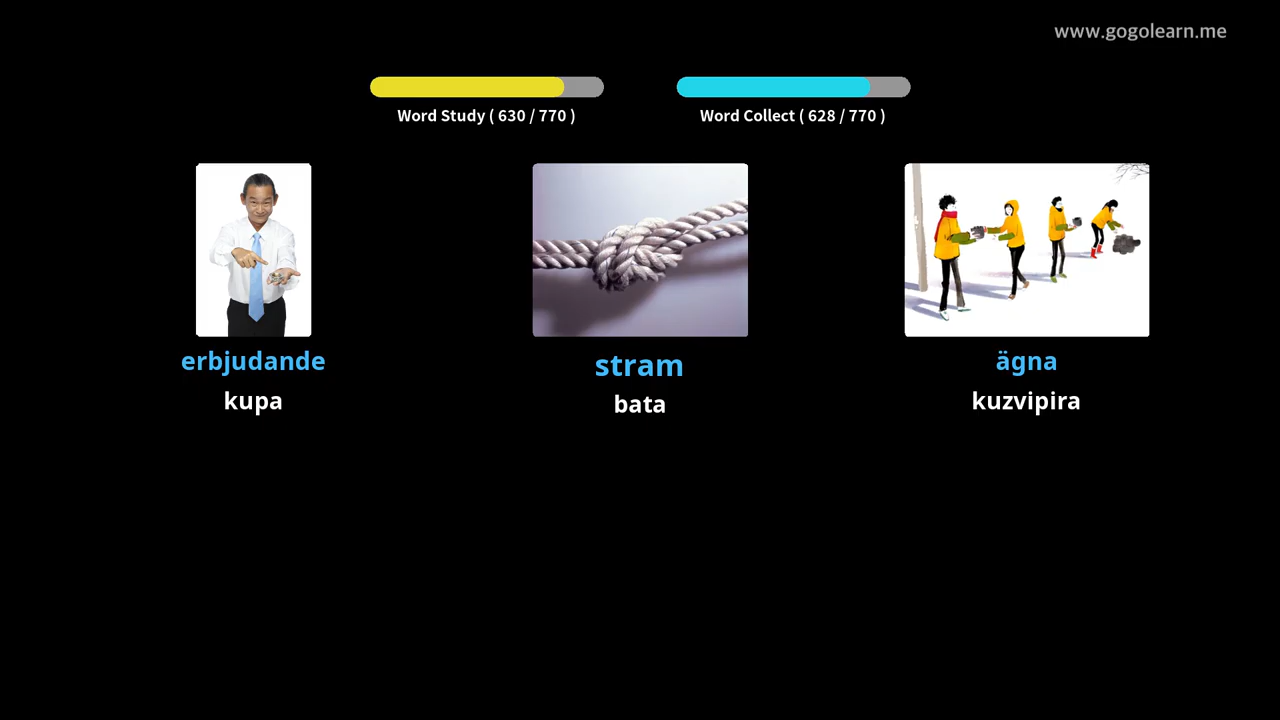 www.gogolearn.me
Word Study ( 630 / 770 )
Word Collect ( 628 / 770 )
erbjudande
kupa
stram
bata
ägna
kuzvipira